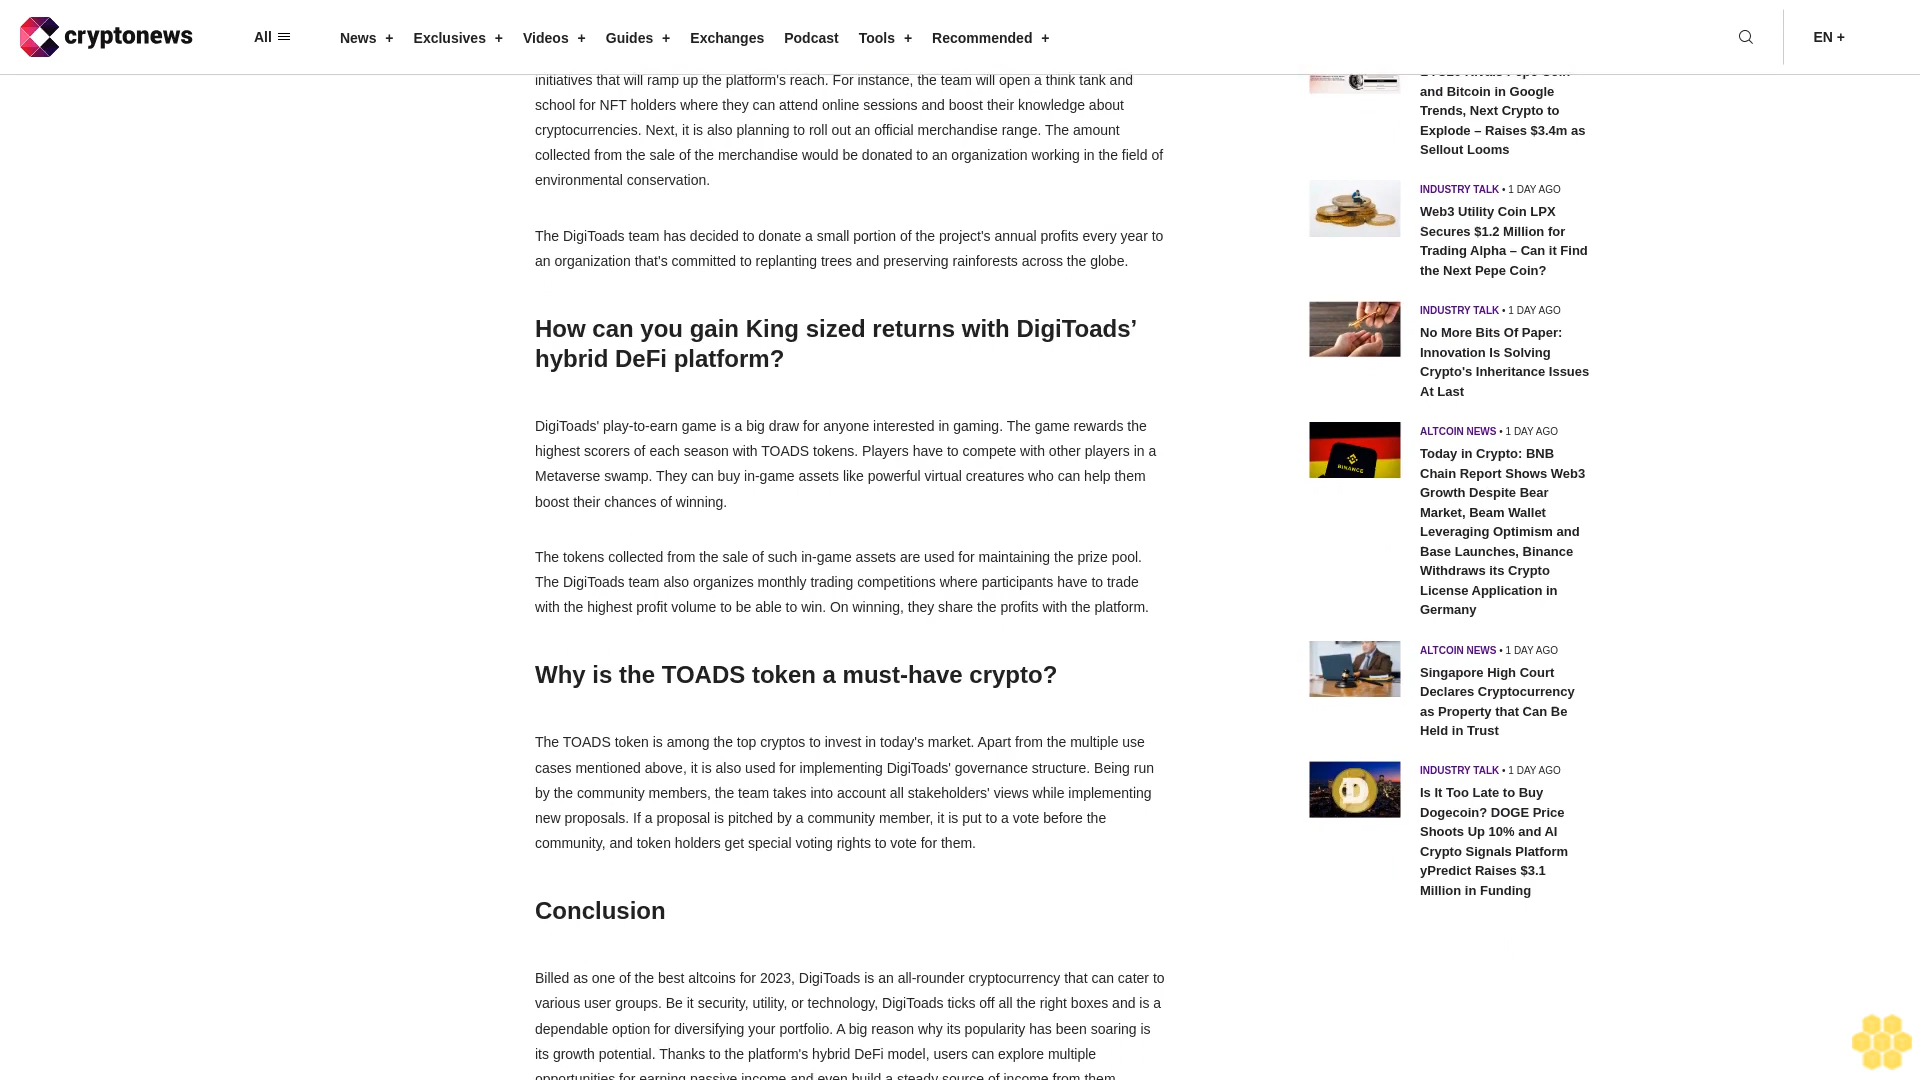 cryptonews
All
News +
Exclusives +
Videos +
Guides +
Exchanges
Podcast
Tools +
Recommended +
EN +
initiatives that will ramp up the platform's reach. For instance, the team will open a think tank and
school for NFT holders where they can attend online sessions and boost their knowledge about
cryptocurrencies. Next, it is also planning to roll out an official merchandise range. The amount
collected from the sale of the merchandise would be donated to an organization working in the field of
environmental conservation.
The DigiToads team has decided to donate a small portion of the project's annual profits every year to
an organization that's committed to replanting trees and preserving rainforests across the globe.
How can you gain King sized returns with DigiToads’
hybrid DeFi platform?
DigiToads' play-to-earn game is a big draw for anyone interested in gaming. The game rewards the
highest scorers of each season with TOADS tokens. Players have to compete with other players in a
Metaverse swamp. They can buy in-game assets like powerful virtual creatures who can help them
boost their chances of winning.
The tokens collected from the sale of such in-game assets are used for maintaining the prize pool.
The DigiToads team also organizes monthly trading competitions where participants have to trade
with the highest profit volume to be able to win. On winning, they share the profits with the platform.
Why is the TOADS token a must-have crypto?
The TOADS token is among the top cryptos to invest in today's market. Apart from the multiple use
cases mentioned above, it is also used for implementing DigiToads' governance structure. Being run
by the community members, the team takes into account all stakeholders' views while implementing
new proposals. If a proposal is pitched by a community member, it is put to a vote before the
community, and token holders get special voting rights to vote for them.
Conclusion
Billed as one of the best altcoins for 2023, DigiToads is an all-rounder cryptocurrency that can cater to
various user groups. Be it security, utility, or technology, DigiToads ticks off all the right boxes and is a
dependable option for diversifying your portfolio. A big reason why its popularity has been soaring is
its growth potential. Thanks to the platform's hybrid DeFi model, users can explore multiple
opportunities for earning passive income and even build a steady source of income from them.
and Bitcoin in Google
Trends, Next Crypto to
Explode – Raises $3.4m as
Sellout Looms
INDUSTRY TALK • 1 DAY AGO
Web3 Utility Coin LPX
Secures $1.2 Million for
Trading Alpha – Can it Find
the Next Pepe Coin?
INDUSTRY TALK • 1 DAY AGO
No More Bits Of Paper:
Innovation Is Solving
Crypto's Inheritance Issues
At Last
ALTCOIN NEWS • 1 DAY AGO
BINANCE
Today in Crypto: BNB
Chain Report Shows Web3
Growth Despite Bear
Market, Beam Wallet
Leveraging Optimism and
Base Launches, Binance
Withdraws its Crypto
License Application in
Germany
ALTCOIN NEWS • 1 DAY AGO
Singapore High Court
Declares Cryptocurrency
as Property that Can Be
Held in Trust
INDUSTRY TALK • 1 DAY AGO
Is It Too Late to Buy
Dogecoin? DOGE Price
Shoots Up 10% and AI
Crypto Signals Platform
yPredict Raises $3.1
Million in Funding